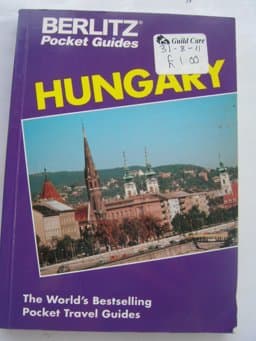 BERLITZ®
Pocket Guides
Guild Care
31-8-11
£1.00
HUNGARY
The World's Bestselling
Pocket Travel Guides